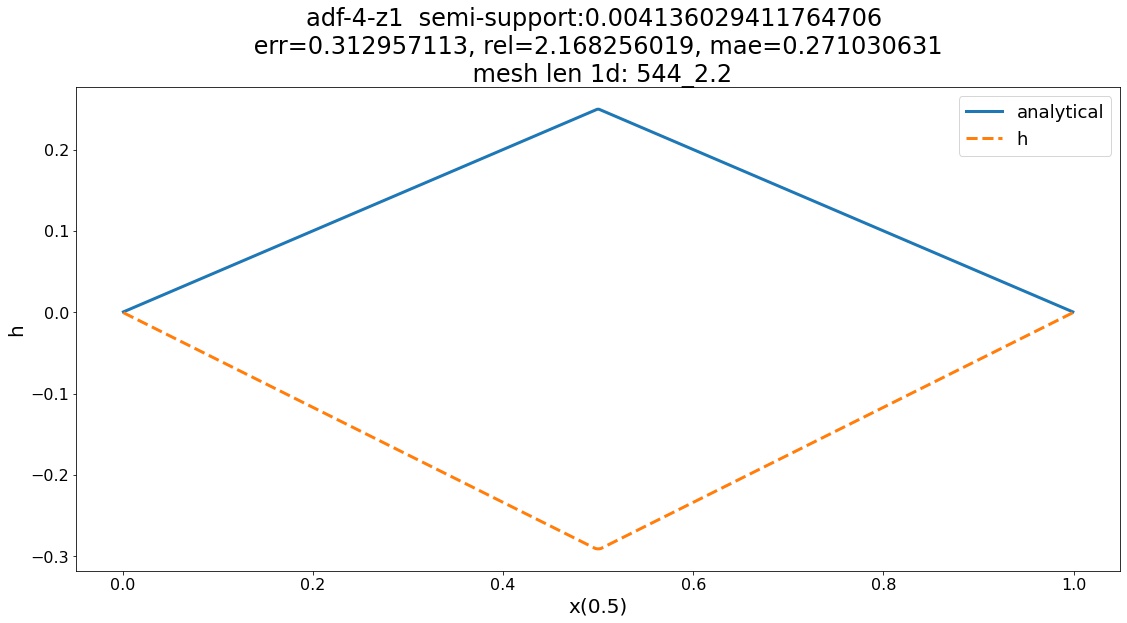 adf-4-z1  semi-support:0.004136029411764706
err=0.312957113, rel=2.168256019, mae=0.271030631
mesh len 1d: 544_2.2
analytical
h
0.2
0.1
0.0
−0.1
−0.2
−0.3
h
0.0
0.2
0.4
0.6
0.8
1.0
x(0.5)